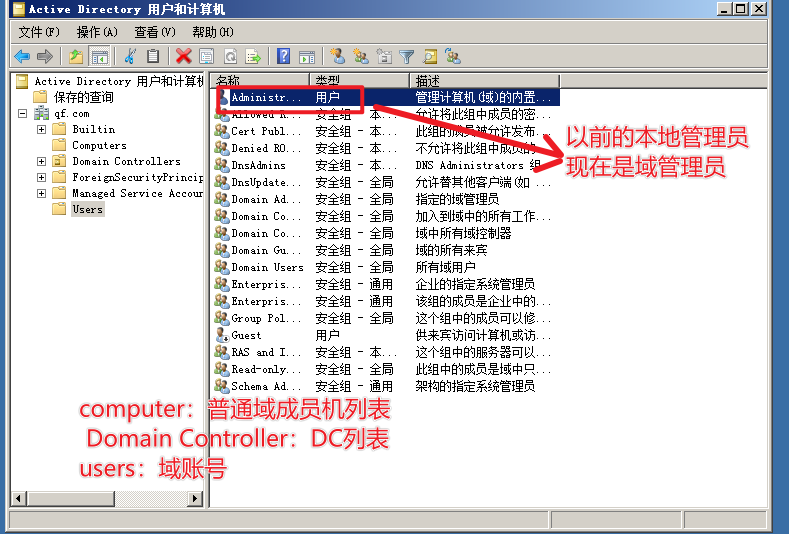 Active Directory 用户和计算机
文件(F) 操作(A) 查看(V) 帮助(H)
Active Directory 用户和计算机
保存的查询
qf.com
Builtin
Computers
Domain Controllers
ForeignSecurityPrincip
Managed Service Accour
Users
名称 类型 描述
Administr... 用户 管理计算机(域)的内置...
Allowed R... 安全组 - 本... 允许将此组中成员的密...
Cert Publ... 安全组 - 本... 此组的成员被允许发布...
Denied RO... 安全组 - 本... 不允许将此组中成员的...
DnsAdmins 安全组 - 本... DNS Administrators 组
DnsUpdate... 安全组 - 全局 允许替其他客户端(如 ...
Domain Ad... 安全组 - 全局 指定的域管理员
Domain Co... 安全组 - 全局 加入到域中的所有工作...
Domain Co... 安全组 - 全局 域中所有域控制器
Domain Gu... 安全组 - 全局 域的所有来宾
Domain Users 安全组 - 全局 所有域用户
Enterpris... 安全组 - 通用 企业的指定系统管理员
Enterpris... 安全组 - 通用 该组的成员是企业中的...
Group Pol... 安全组 - 全局 这个组中的成员可以修...
Guest 用户 供来宾访问计算机或访...
RAS and I... 安全组 - 本... 这个组中的服务器可以...
Read-only... 安全组 - 全局 此组中的成员是域中只...
Schema Ad... 安全组 - 通用 架构的指定系统管理员
以前的本地管理员
现在是域管理员
computer：普通域成员机列表
Domain Controller：DC列表
users：域账号